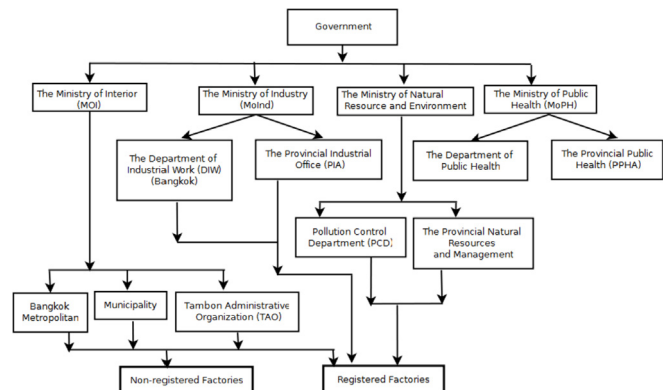 Government
The Ministry of Interior
(MOI)
The Ministry of Industry
(MoInd)
The Ministry of Natural
Resource and Environment
The Ministry of Public
Health (MoPH)
The Department of
Industrial Work (DIW)
(Bangkok)
The Provincial Industrial
Office (PIA)
The Department of
Public Health
The Provincial Public
Health (PPHA)
Pollution Control
Department (PCD)
The Provincial Natural
Resources
and Management
Bangkok
Metropolitan
Municipality
Tambon Administrative
Organization (TAO)
Non-registered Factories
Registered Factories